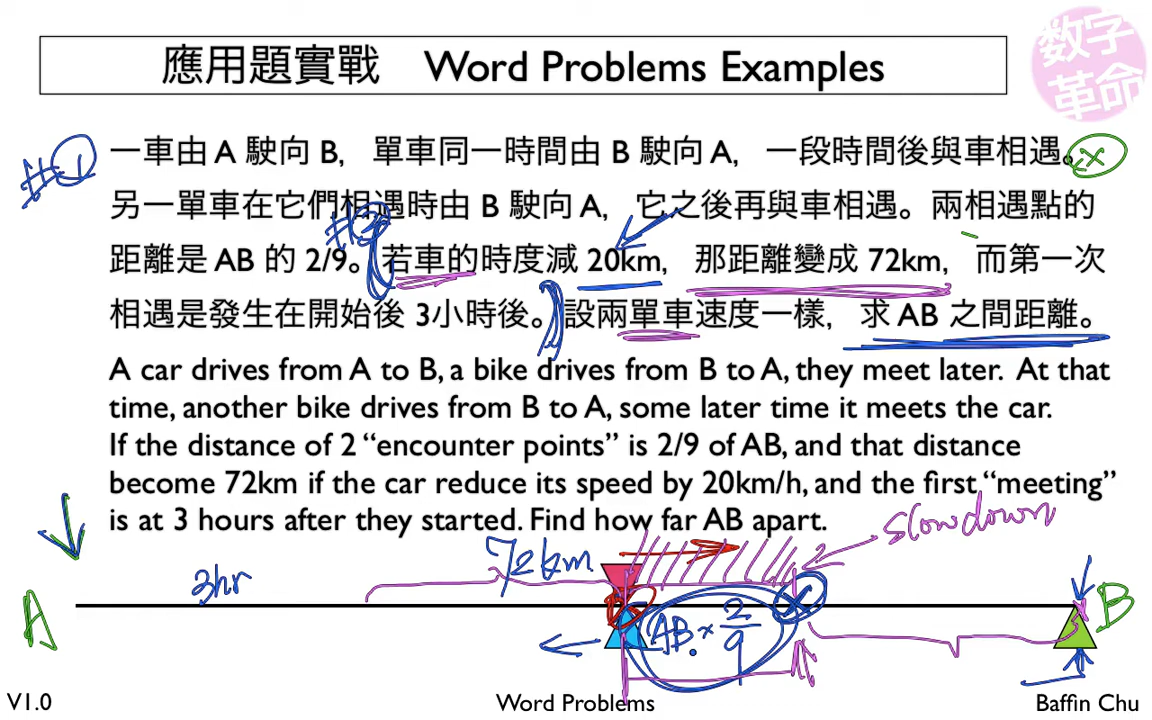 数字
革命
應用題實戰 Word Problems Examples
#1
一車由 A 駛向 B, 單車同一時間由 B 駛向 A, 一段時間後與車相遇。
另一單車在它們相遇時由 B 駛向 A, 它之後再與車相遇。兩相遇點的
#2
距離是 AB 的 2/9。若車的時度減 20km, 那距離變成 72km, 而第一次
相遇是發生在開始後 3小時後。設兩單車速度一樣, 求 AB 之間距離。
A car drives from A to B, a bike drives from B to A, they meet later. At that
time, another bike drives from B to A, some later time it meets the car.
If the distance of 2 “encounter points” is 2/9 of AB, and that distance
become 72km if the car reduce its speed by 20km/h, and the first “meeting”
is at 3 hours after they started. Find how far AB apart.
slowdown
72km
3hr
A
B
AB × 2/9
V1.0
Word Problems
Baffin Chu